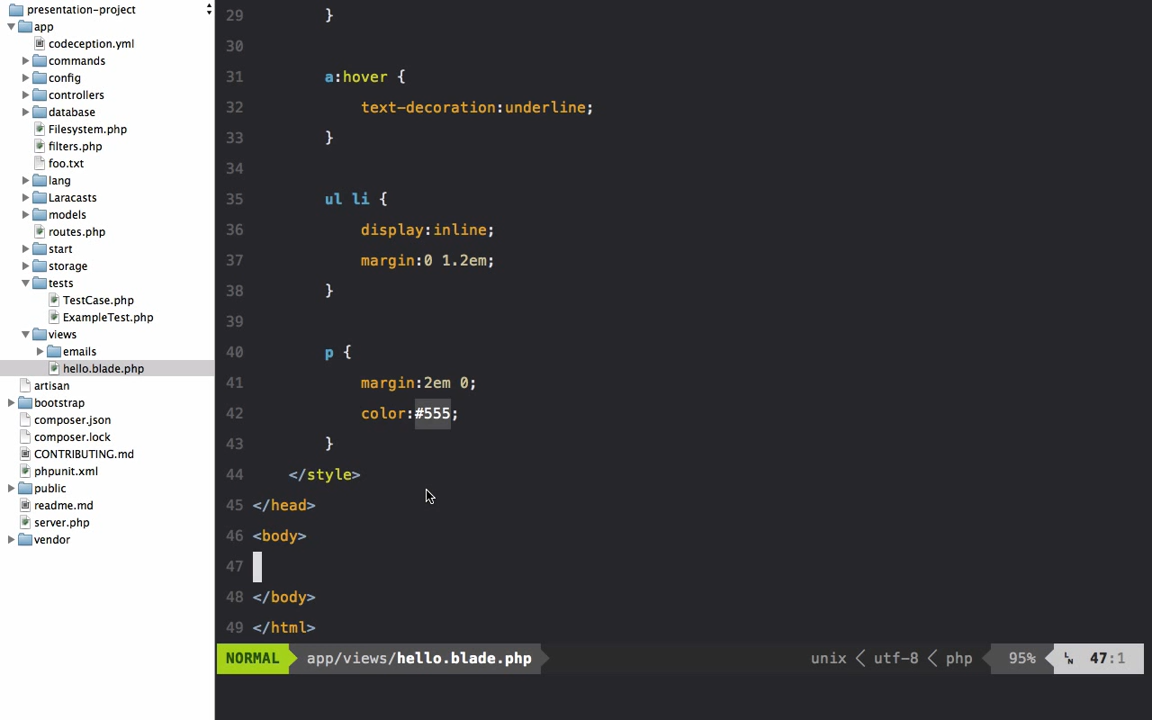 presentation-project
app
codeception.yml
commands
config
controllers
database
Filesystem.php
filters.php
foo.txt
lang
Laracasts
models
routes.php
start
storage
tests
TestCase.php
ExampleTest.php
views
emails
hello.blade.php
artisan
bootstrap
composer.json
composer.lock
CONTRIBUTING.md
phpunit.xml
public
readme.md
server.php
vendor
29 }
30
31 a:hover {
32 text-decoration:underline;
33 }
34
35 ul li {
36 display:inline;
37 margin:0 1.2em;
38 }
39
40 p {
41 margin:2em 0;
42 color:#555;
43 }
44 </style>
45 </head>
46 <body>
47
48 </body>
49 </html>
NORMAL app/views/hello.blade.php unix utf-8 php 95% LN 47:1